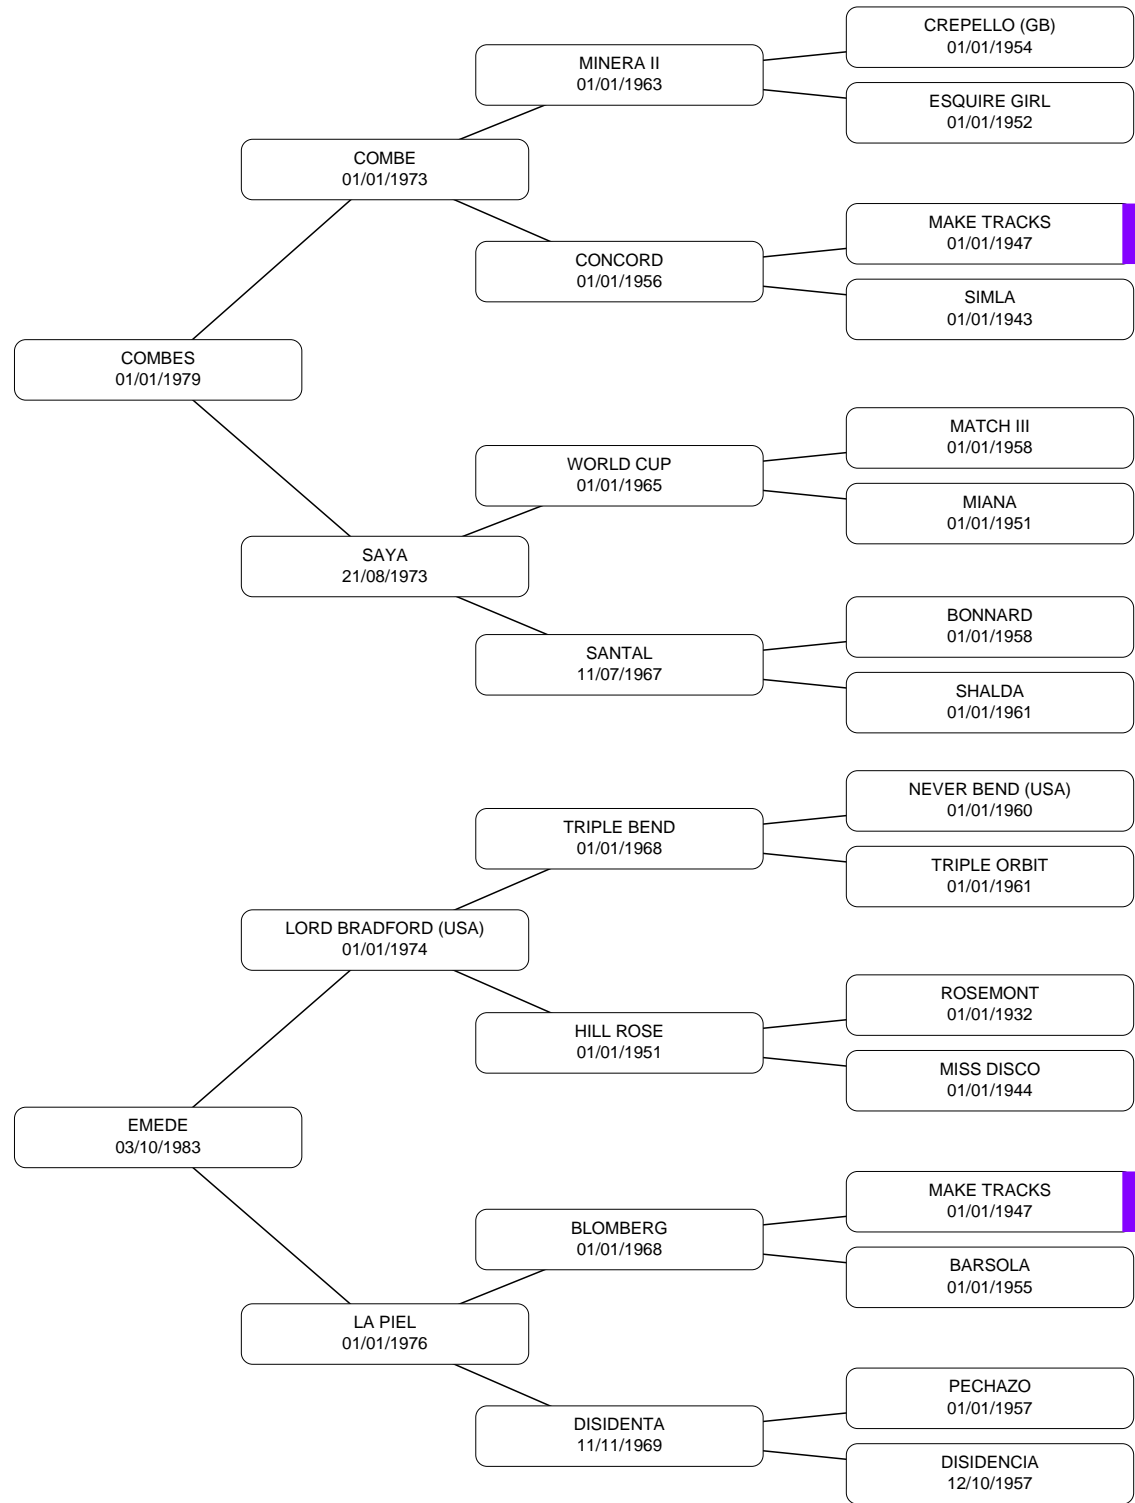 CREPELLO (GB)
01/01/1954
MINERA II
01/01/1963
ESQUIRE GIRL
01/01/1952
COMBE
01/01/1973
MAKE TRACKS
01/01/1947
CONCORD
01/01/1956
SIMLA
01/01/1943
COMBES
01/01/1979
MATCH III
01/01/1958
WORLD CUP
01/01/1965
MIANA
01/01/1951
SAYA
21/08/1973
BONNARD
01/01/1958
SANTAL
11/07/1967
SHALDA
01/01/1961
NEVER BEND (USA)
01/01/1960
TRIPLE BEND
01/01/1968
TRIPLE ORBIT
01/01/1961
LORD BRADFORD (USA)
01/01/1974
ROSEMONT
01/01/1932
HILL ROSE
01/01/1951
MISS DISCO
01/01/1944
EMEDE
03/10/1983
MAKE TRACKS
01/01/1947
BLOMBERG
01/01/1968
BARSOLA
01/01/1955
LA PIEL
01/01/1976
PECHAZO
01/01/1957
DISIDENTA
11/11/1969
DISIDENCIA
12/10/1957